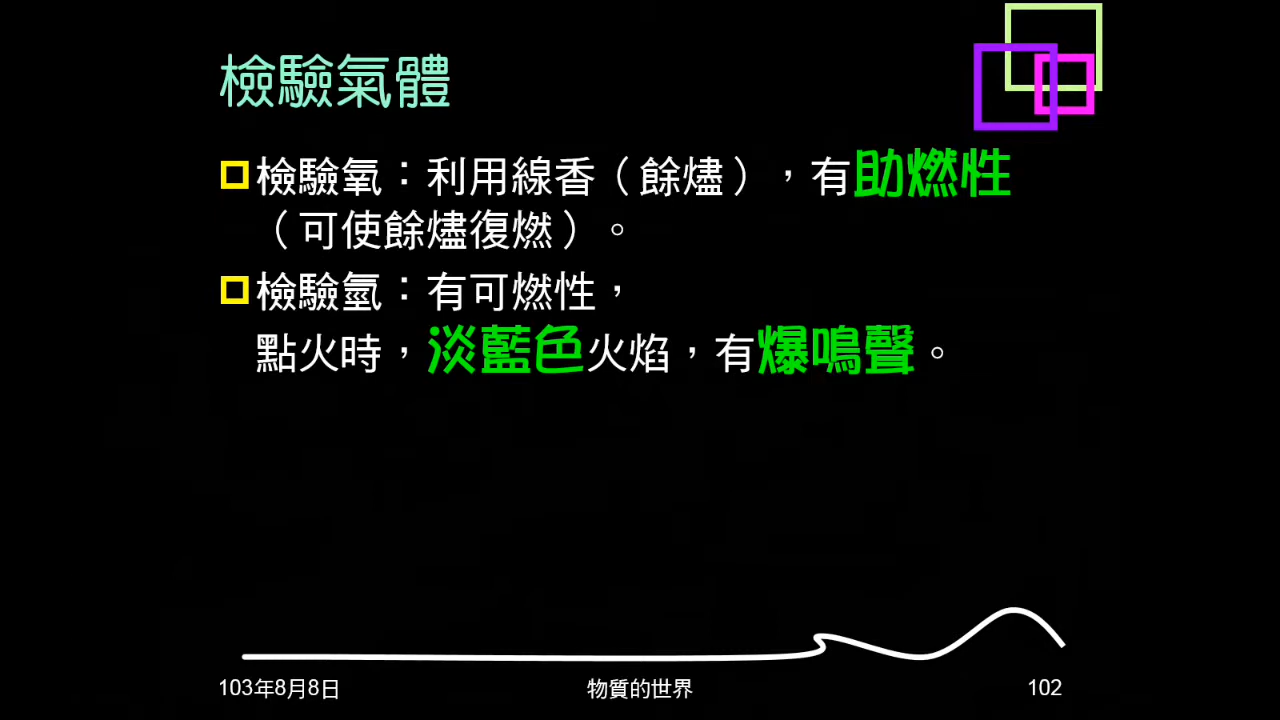 檢驗氣體
檢驗氧：利用線香（餘燼），有助燃性
（可使餘燼復燃）。
檢驗氫：有可燃性，
點火時，淡藍色火焰，有爆鳴聲。
103年8月8日
物質的世界
102